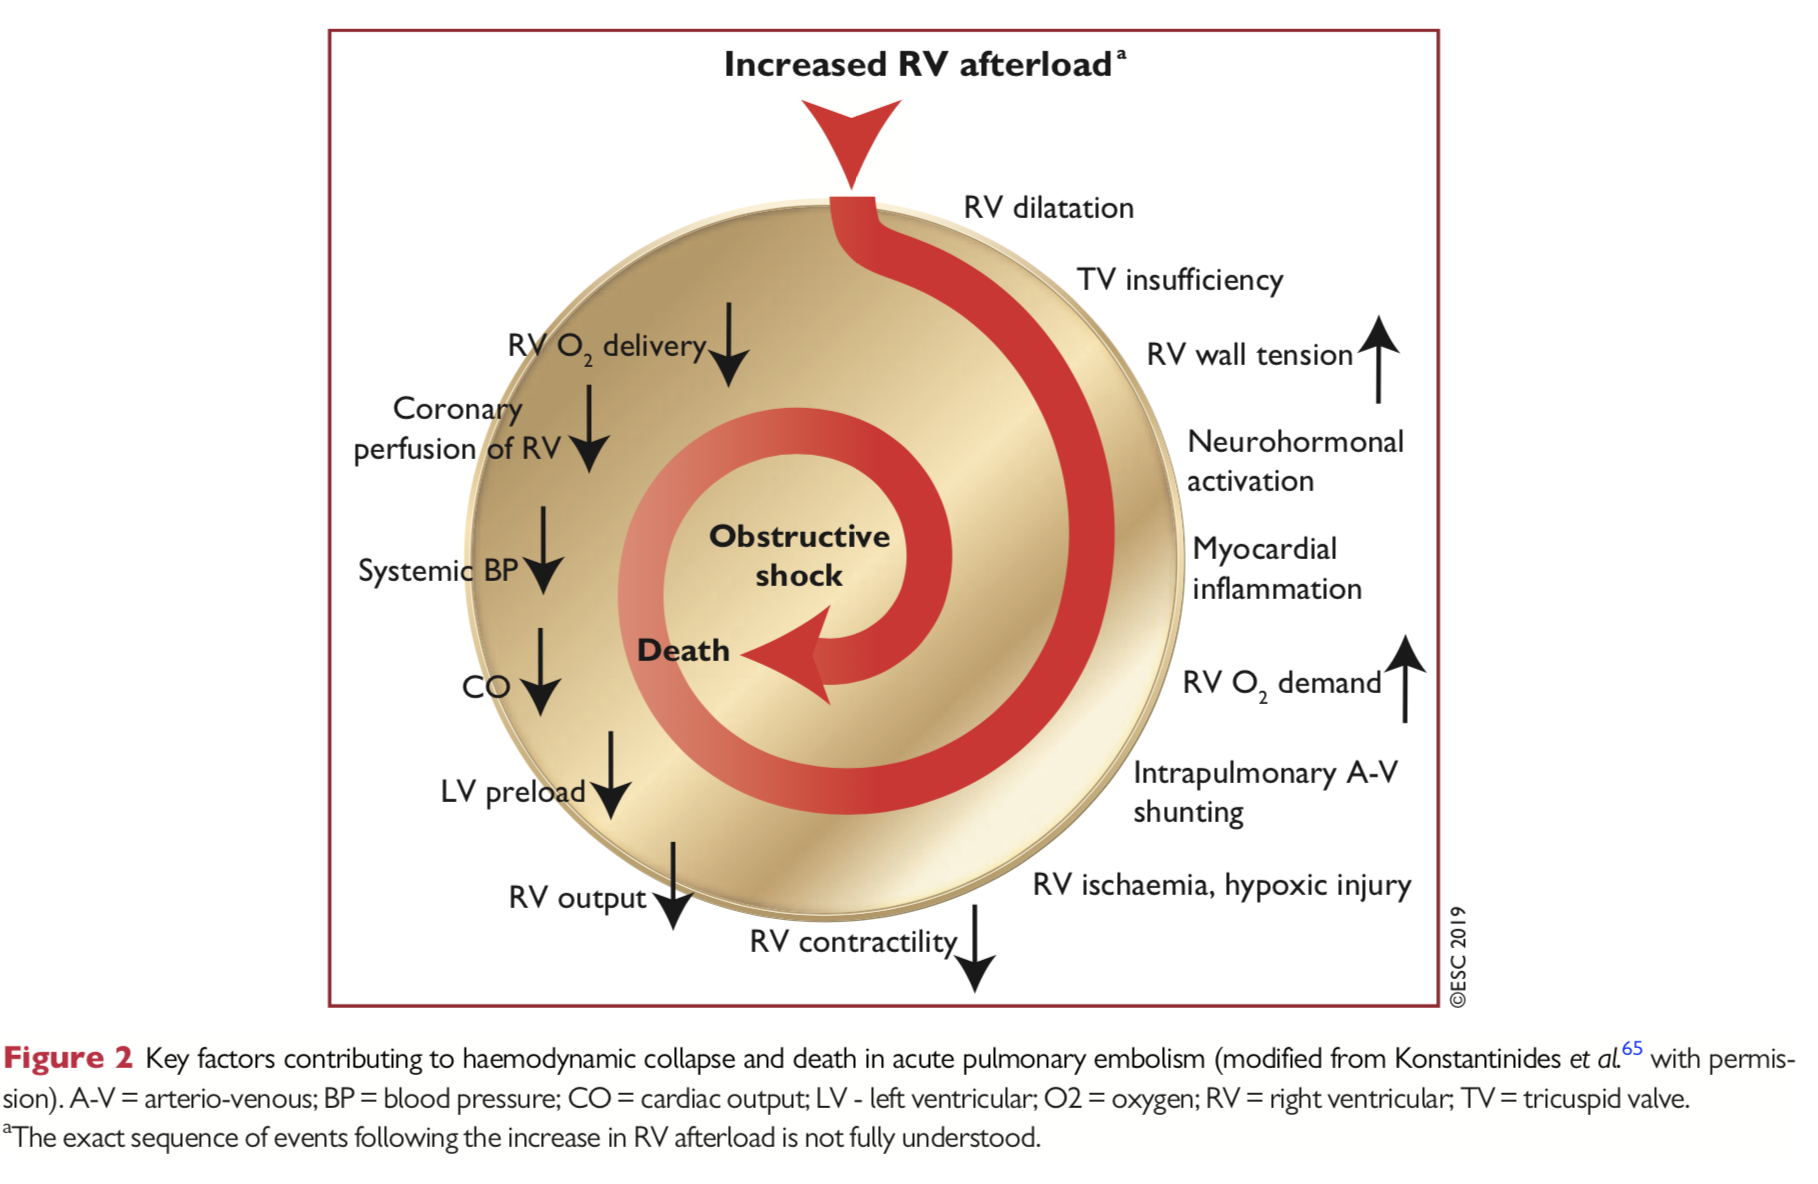 Increased RV afterloadᵃ
RV dilatation
TV insufficiency
RV wall tension
Neurohormonal
activation
Myocardial
inflammation
RV O₂ demand
Intrapulmonary A-V
shunting
RV ischaemia, hypoxic injury
RV contractility
RV output
LV preload
CO
Systemic BP
Coronary
perfusion of RV
RV O₂ delivery
Obstructive
shock
Death
©ESC 2019
Figure 2 Key factors contributing to haemodynamic collapse and death in acute pulmonary embolism (modified from Konstantinides et al.⁶⁵ with permis-
sion). A-V = arterio-venous; BP = blood pressure; CO = cardiac output; LV - left ventricular; O2 = oxygen; RV = right ventricular; TV = tricuspid valve.
ᵃThe exact sequence of events following the increase in RV afterload is not fully understood.